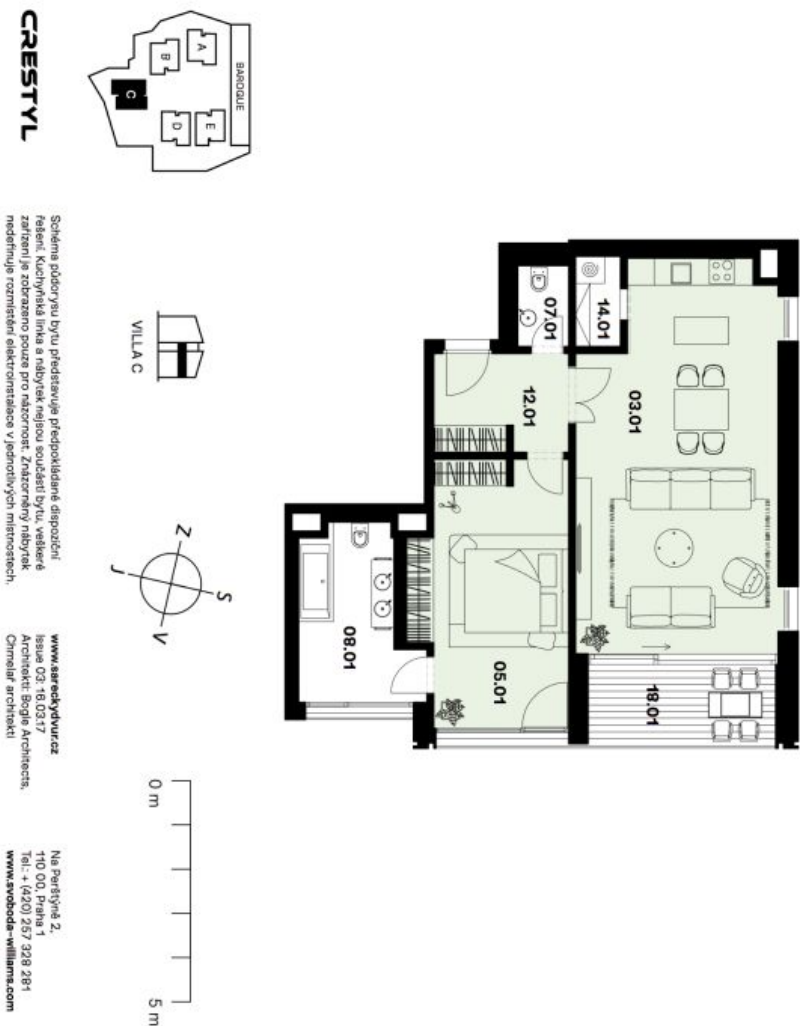 CRESTYL
BAROQUE
A
B
C
D
E
VILLA C
Schéma půdorysu bytu představuje předpokládané dispoziční
řešení. Kuchyňská linka a nábytek nejsou součástí bytu, veškeré
zařízení je zobrazeno pouze pro názornost. Znázorněný nábytek
nedefinuje rozmístění elektroinstalace v jednotlivých místnostech.
Z
S
J
V
www.sareckydvur.cz
Issue 03: 16.03.17
Architekti: Bogle Architects,
Chmelař architekti
0 m
5 m
Na Perštýně 2,
110 00, Praha 1
Tel.: + (420) 257 328 281
www.svoboda-williams.com
14.01
07.01
03.01
12.01
05.01
08.01
18.01